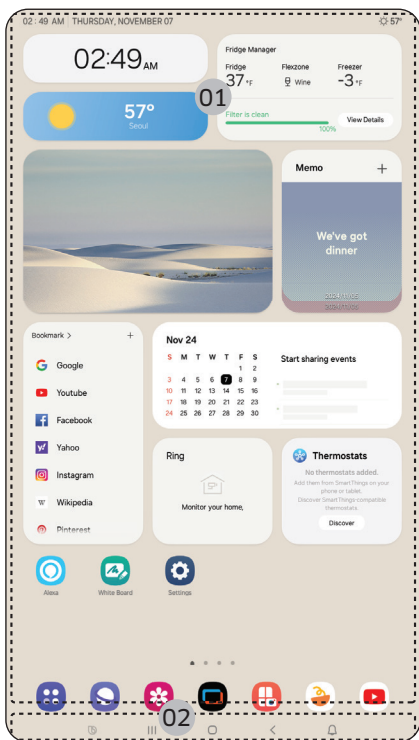 02 : 49 AM THURSDAY, NOVEMBER 07 57°
02:49 AM
57°
Seoul
01
Fridge Manager
Fridge Flexzone Freezer
37 °F Wine -3 °F
Filter is clean
100%
View Details
Memo +
We've got
dinner
2024/11/05
Bookmark > +
Google
Youtube
Facebook
Yahoo
Instagram
Wikipedia
Pinterest
Nov 24
S M T W T F S
1 2
3 4 5 6 7 8 9
10 11 12 13 14 15 16
17 18 19 20 21 22 23
24 25 26 27 28 29 30
Start sharing events
Ring
Monitor your home,
Thermostats
No thermostats added.
Add them from SmartThings on your
phone or tablet.
Discover SmartThings-compatible
thermostats.
Discover
Alexa White Board Settings
02